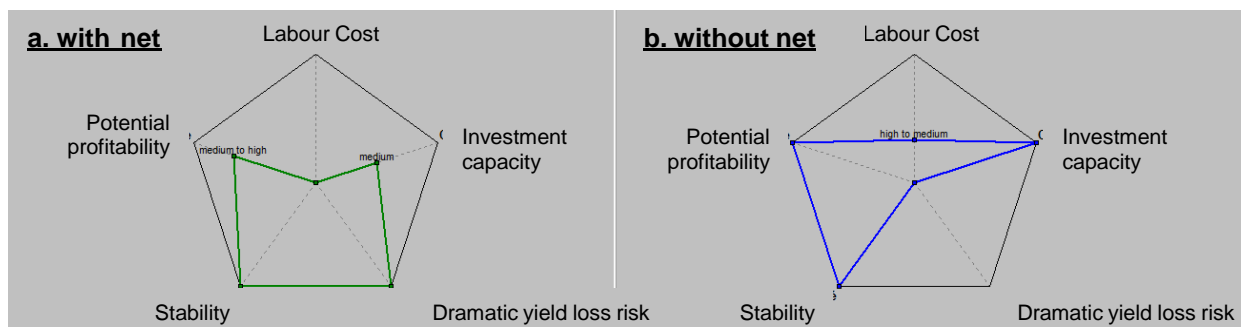 a. with net
Labour Cost
Potential
profitability
medium to high
medium
Investment
capacity
Stability
Dramatic yield loss risk
b. without net
Labour Cost
Potential
profitability
high to medium
Investment
capacity
Stability
Dramatic yield loss risk